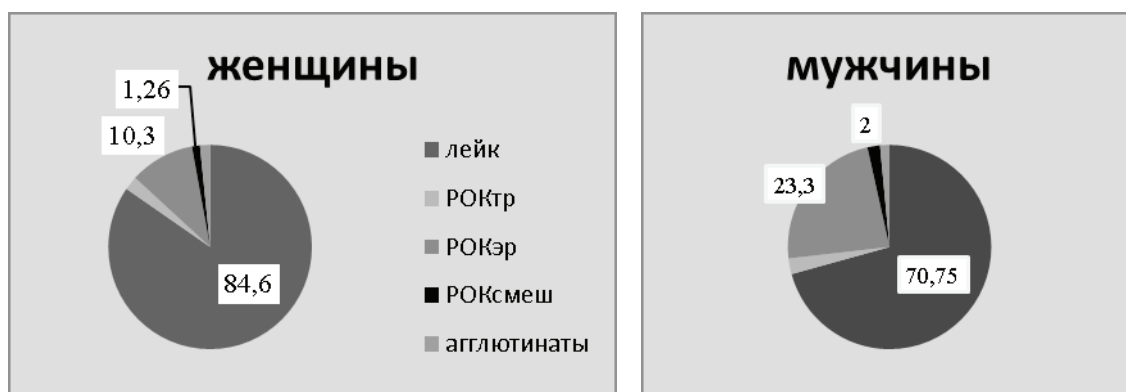 женщины
1,26
10,3
84,6
лейк
РОКтр
РОКэр
РОКсмеш
агглютинаты
мужчины
2
23,3
70,75